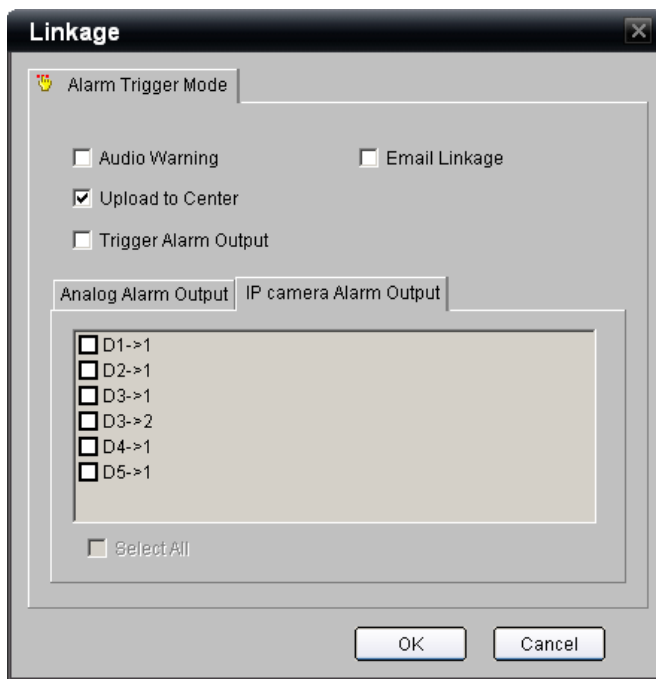 Linkage
Alarm Trigger Mode
Audio Warning Email Linkage
Upload to Center
Trigger Alarm Output
Analog Alarm Output IP camera Alarm Output
D1->1
D2->1
D3->1
D3->2
D4->1
D5->1
Select All
OK Cancel